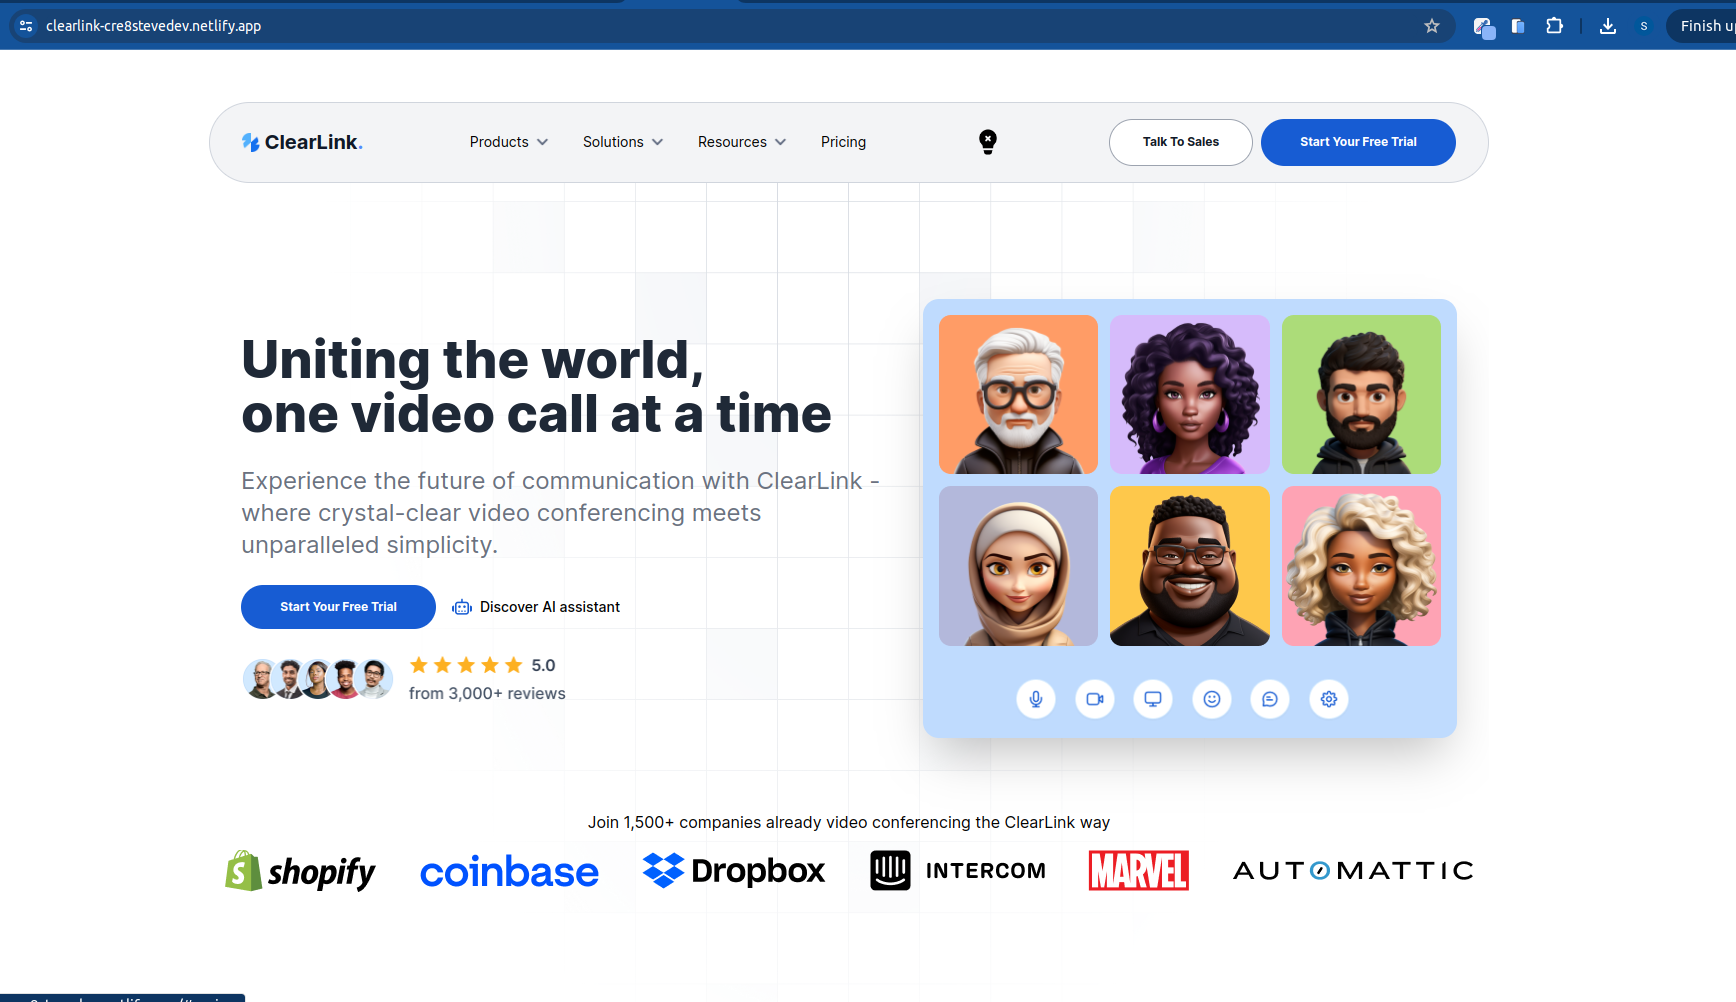 clearlink-cre8stevedev.netlify.app
S
Finish u
ClearLink.
Products
Solutions
Resources
Pricing
Talk To Sales
Start Your Free Trial
Uniting the world,
one video call at a time
Experience the future of communication with ClearLink -
where crystal-clear video conferencing meets
unparalleled simplicity.
Start Your Free Trial
Discover AI assistant
5.0
from 3,000+ reviews
Join 1,500+ companies already video conferencing the ClearLink way
shopify
coinbase
Dropbox
INTERCOM
MARVEL
AUTOMATTIC